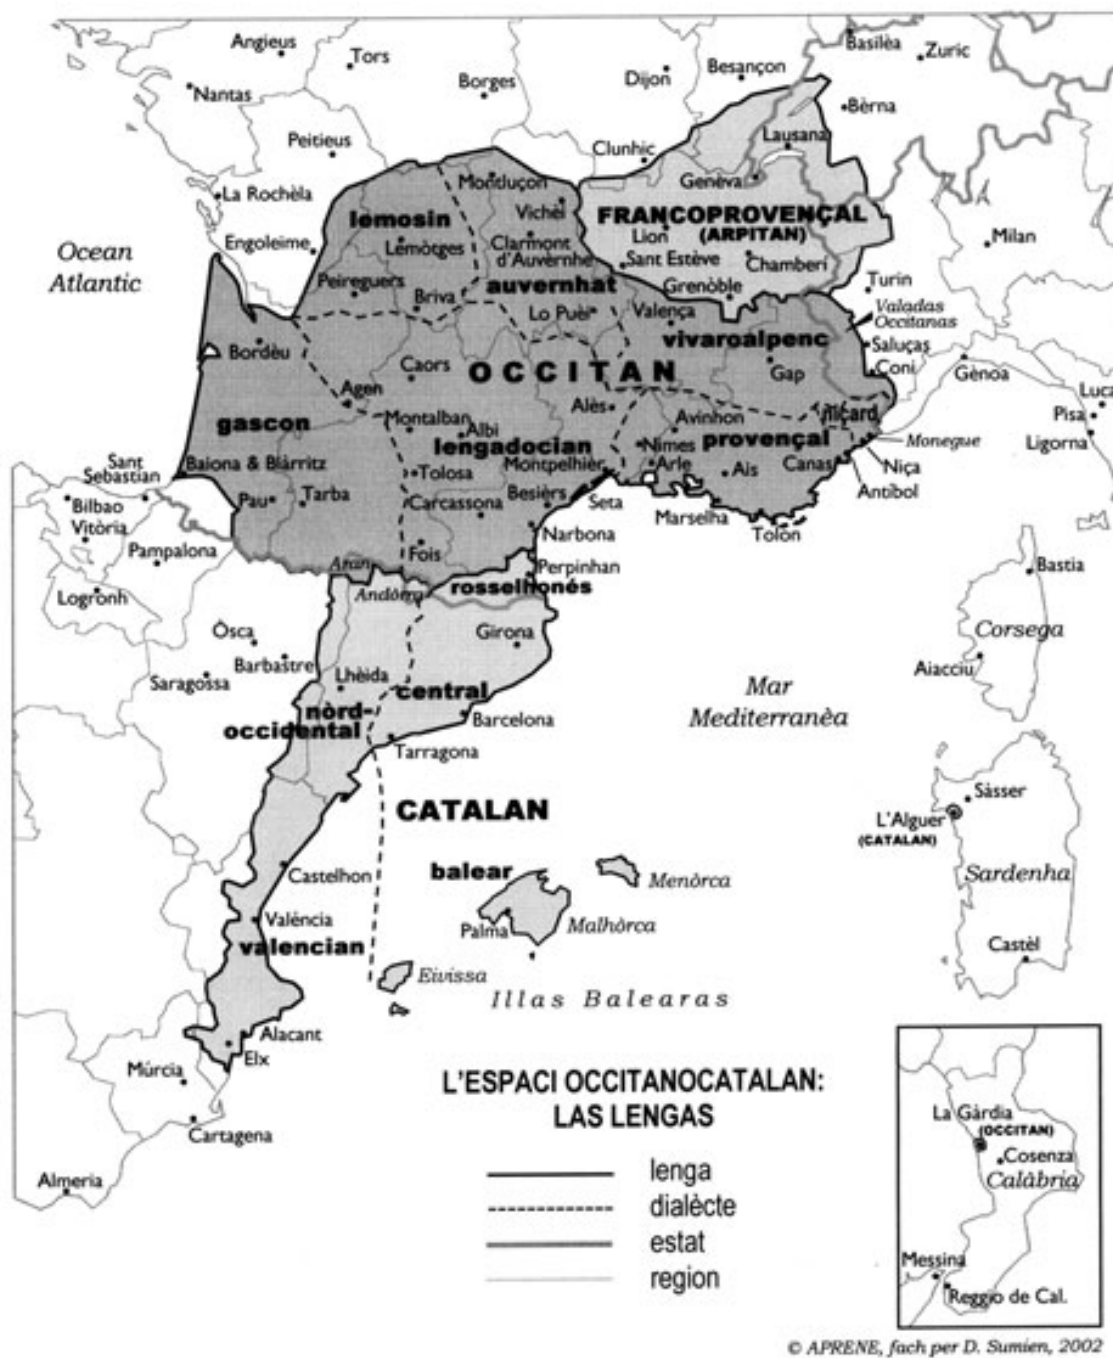 Angieus
Tors
Nantas
Borges
Dijon
Besançon
Basilèa
Zuric
Bèrna
Peitieus
Clunhic
Lausana
La Rochèla
Montluçon
Genèva
Vichèi
lemosin
FRANCOPROVENÇAL
(ARPITAN)
Lion
Ocean
Atlantic
Engoleime
Lemòtges
Clarmont
d'Auvèrnhe
Sant Estève
Chamberí
Milan
Peireguers
Briva
auvernhat
Grenòble
Turin
Lo Puèi
Valença
Valadas
Occitanas
Bordèu
vivaroalpenc
Saluças
Caors
OCCITAN
Gap
Coni
Gènoa
Luca
Agen
Alès
Avinhon
niçard
Pisa
gascon
Montalban
Albi
lengadocian
Nimes
provençal
Monegue
Ligorna
Sant
Sebastian
Baiona & Biàrritz
Tolosa
Montpelhièr
Arle
Ais
Canas
Niça
Antíbol
Bilbao
Vitòria
Pau
Tarba
Carcassona
Besièrs
Seta
Marselha
Tolon
Pampalona
Narbona
Fois
Aran
Perpinhan
Bastia
Logronh
Andòrra
rosselhonés
Òsca
Girona
Corsega
Barbastre
Saragossa
Lhèida
Aiacciu
central
Mar
Mediterranèa
nòrd-
occidental
Barcelona
Tarragona
CATALAN
Sàsser
L'Alguer
(CATALAN)
Castelhon
balear
Menòrca
Sardenha
València
Palma
Malhòrca
valencian
Castèl
Eivissa
Illas Balearas
Alacant
Elx
Múrcia
Cartagena
Almeria
L'ESPACI OCCITANOCATALAN:
LAS LENGAS
lenga
dialècte
estat
region
La Gàrdia
(OCCITAN)
Cosenza
Calàbria
Messina
Reggio de Cal.
© APRENE, fach per D. Sumien, 2002